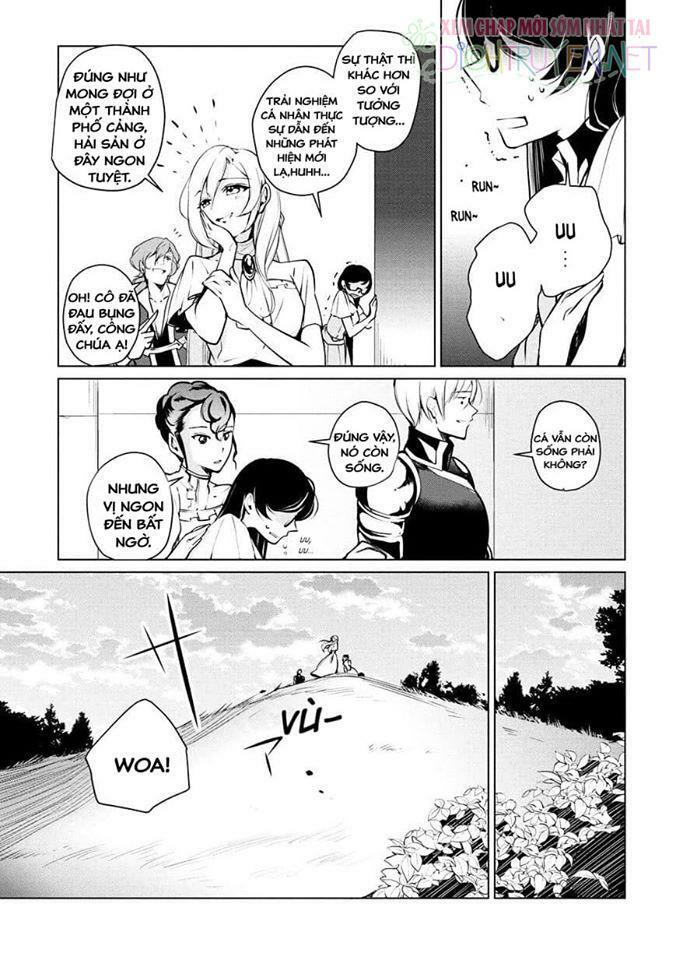 XEM CHAP MỚI SỚM NHẤT TẠI
DICHTRUYEN.NET
RUN~
RUN~
UU
...
UU
SỰ THẬT THÌ
KHÁC HƠN
SO VỚI
TƯỞNG
TƯỢNG...
TRẢI NGHIỆM
CÁ NHÂN THỰC
SỰ DẪN ĐẾN
NHỮNG PHÁT
HIỆN MỚI
LẠ,HUHH...
ĐÚNG NHƯ
MONG ĐỢI Ở
MỘT THÀNH
PHỐ CẢNG,
HẢI SẢN Ở
ĐÂY NGON
TUYỆT.
OH! CÔ ĐÃ
ĐAU BỤNG
ĐẤY, CÔNG
CHÚA Ạ!
CÁ VẪN CÒN
SỐNG PHẢI
KHÔNG?
ĐÚNG VẬY,
NÓ CÒN
SỐNG.
NHƯNG
VỊ NGON
ĐẾN BẤT
NGỜ.
UU,
UU...
VÙ-
WOA!